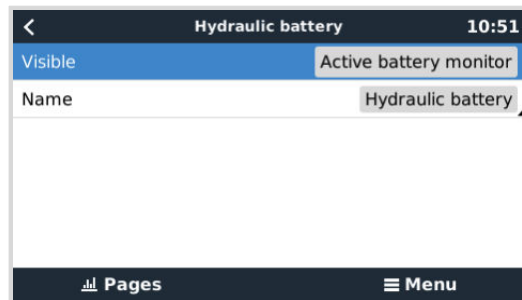 Hydraulic battery 10:51
Visible Active battery monitor
Name Hydraulic battery
Pages Menu